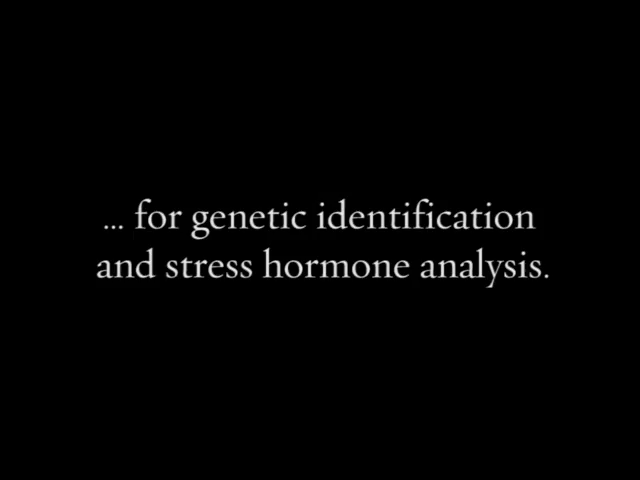 ... for genetic identification
and stress hormone analysis.